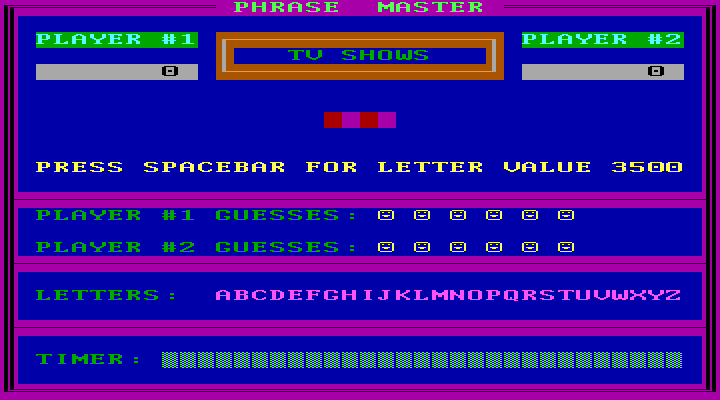 PHRASE MASTER
PLAYER #1
TV SHOWS
PLAYER #2
0
0
PRESS SPACEBAR FOR LETTER VALUE 3500
PLAYER #1 GUESSES:
PLAYER #2 GUESSES:
LETTERS: ABCDEFGHIJKLMNOPQRSTUVWXYZ
TIMER: